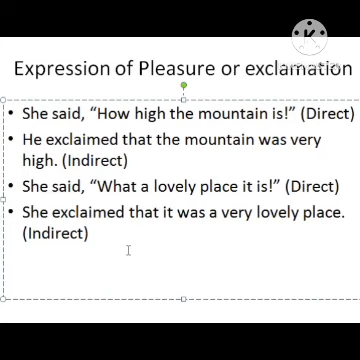 Expression of Pleasure or exclamation
• She said, “How high the mountain is!” (Direct)
• He exclaimed that the mountain was very
high. (Indirect)
• She said, “What a lovely place it is!” (Direct)
• She exclaimed that it was a very lovely place.
(Indirect)